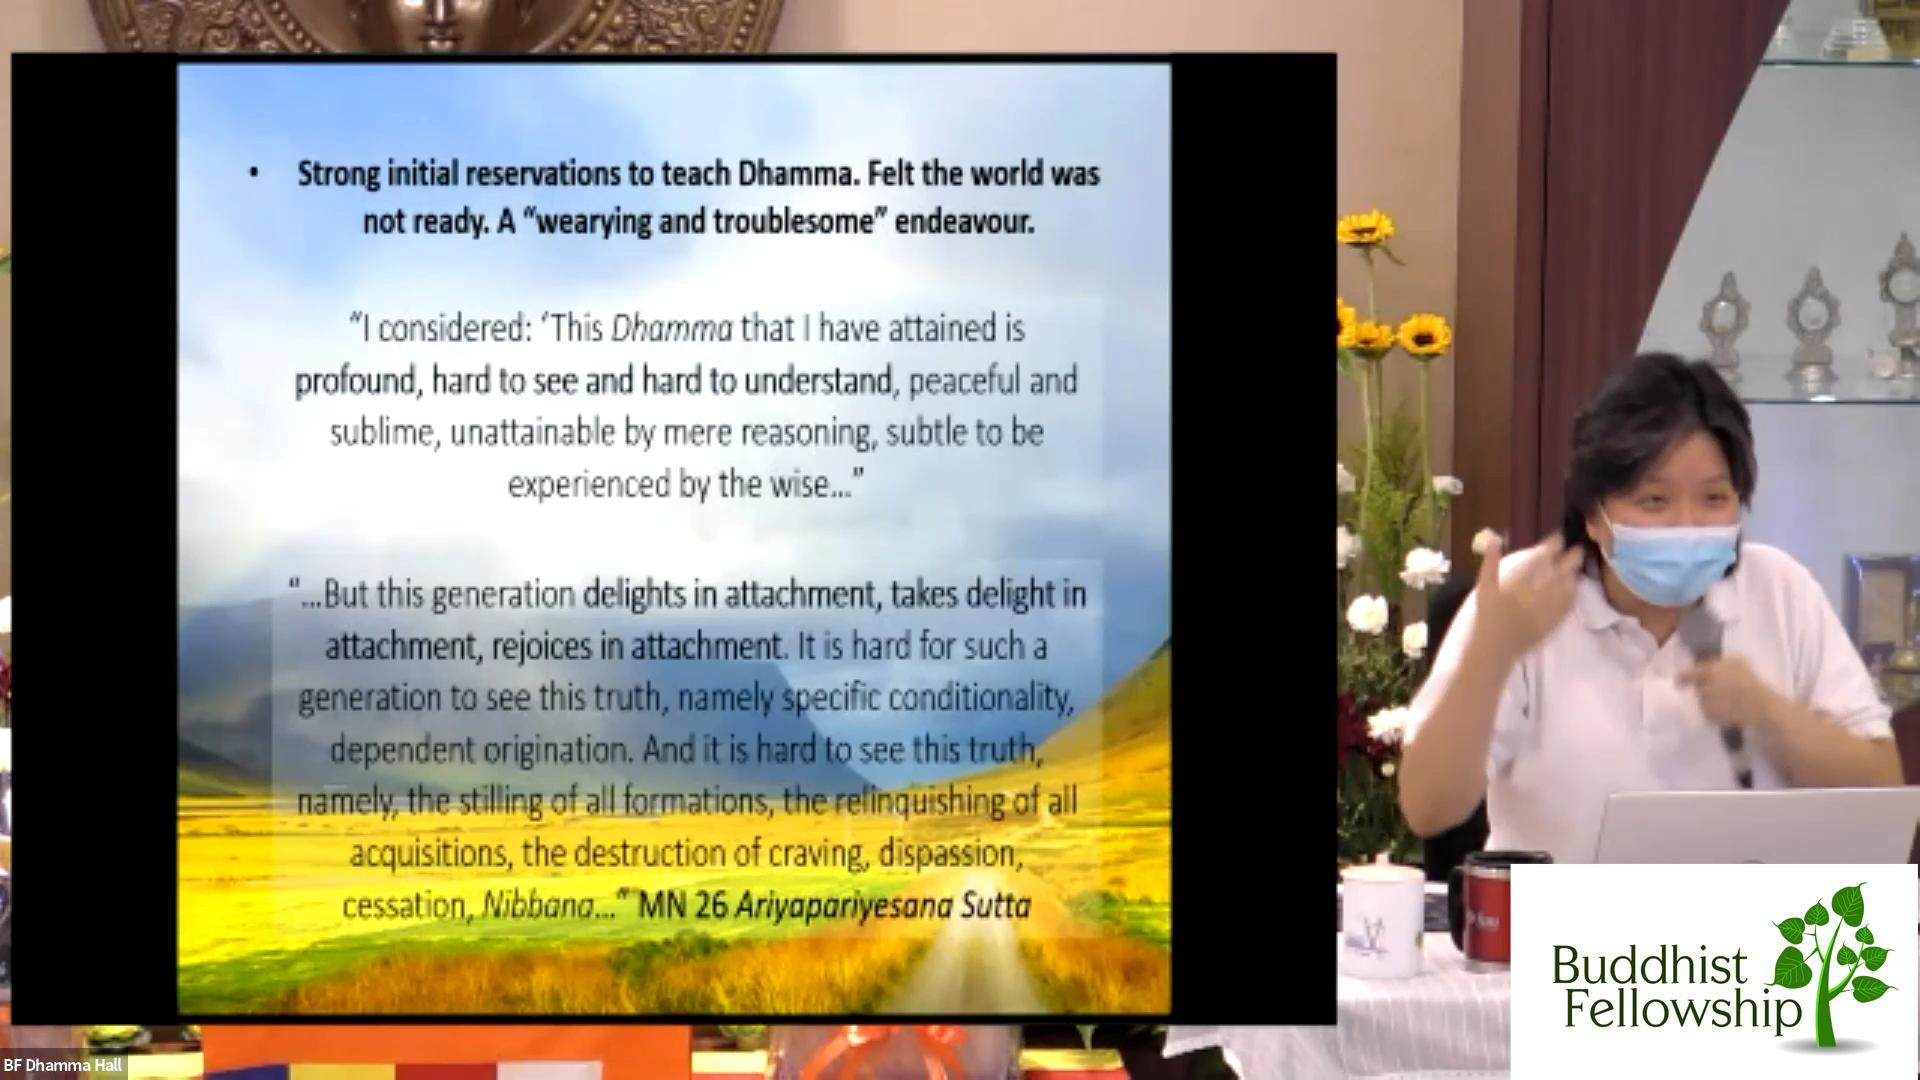 • Strong initial reservations to teach Dhamma. Felt the world was
not ready. A “wearying and troublesome” endeavour.
“I considered: ‘This Dhamma that I have attained is
profound, hard to see and hard to understand, peaceful and
sublime, unattainable by mere reasoning, subtle to be
experienced by the wise...”
“...But this generation delights in attachment, takes delight in
attachment, rejoices in attachment. It is hard for such a
generation to see this truth, namely specific conditionality,
dependent origination. And it is hard to see this truth,
namely, the stilling of all formations, the relinquishing of all
acquisitions, the destruction of craving, dispassion,
cessation, Nibbana...” MN 26 Ariyapariyesana Sutta
Buddhist
Fellowship
BF Dhamma Hall